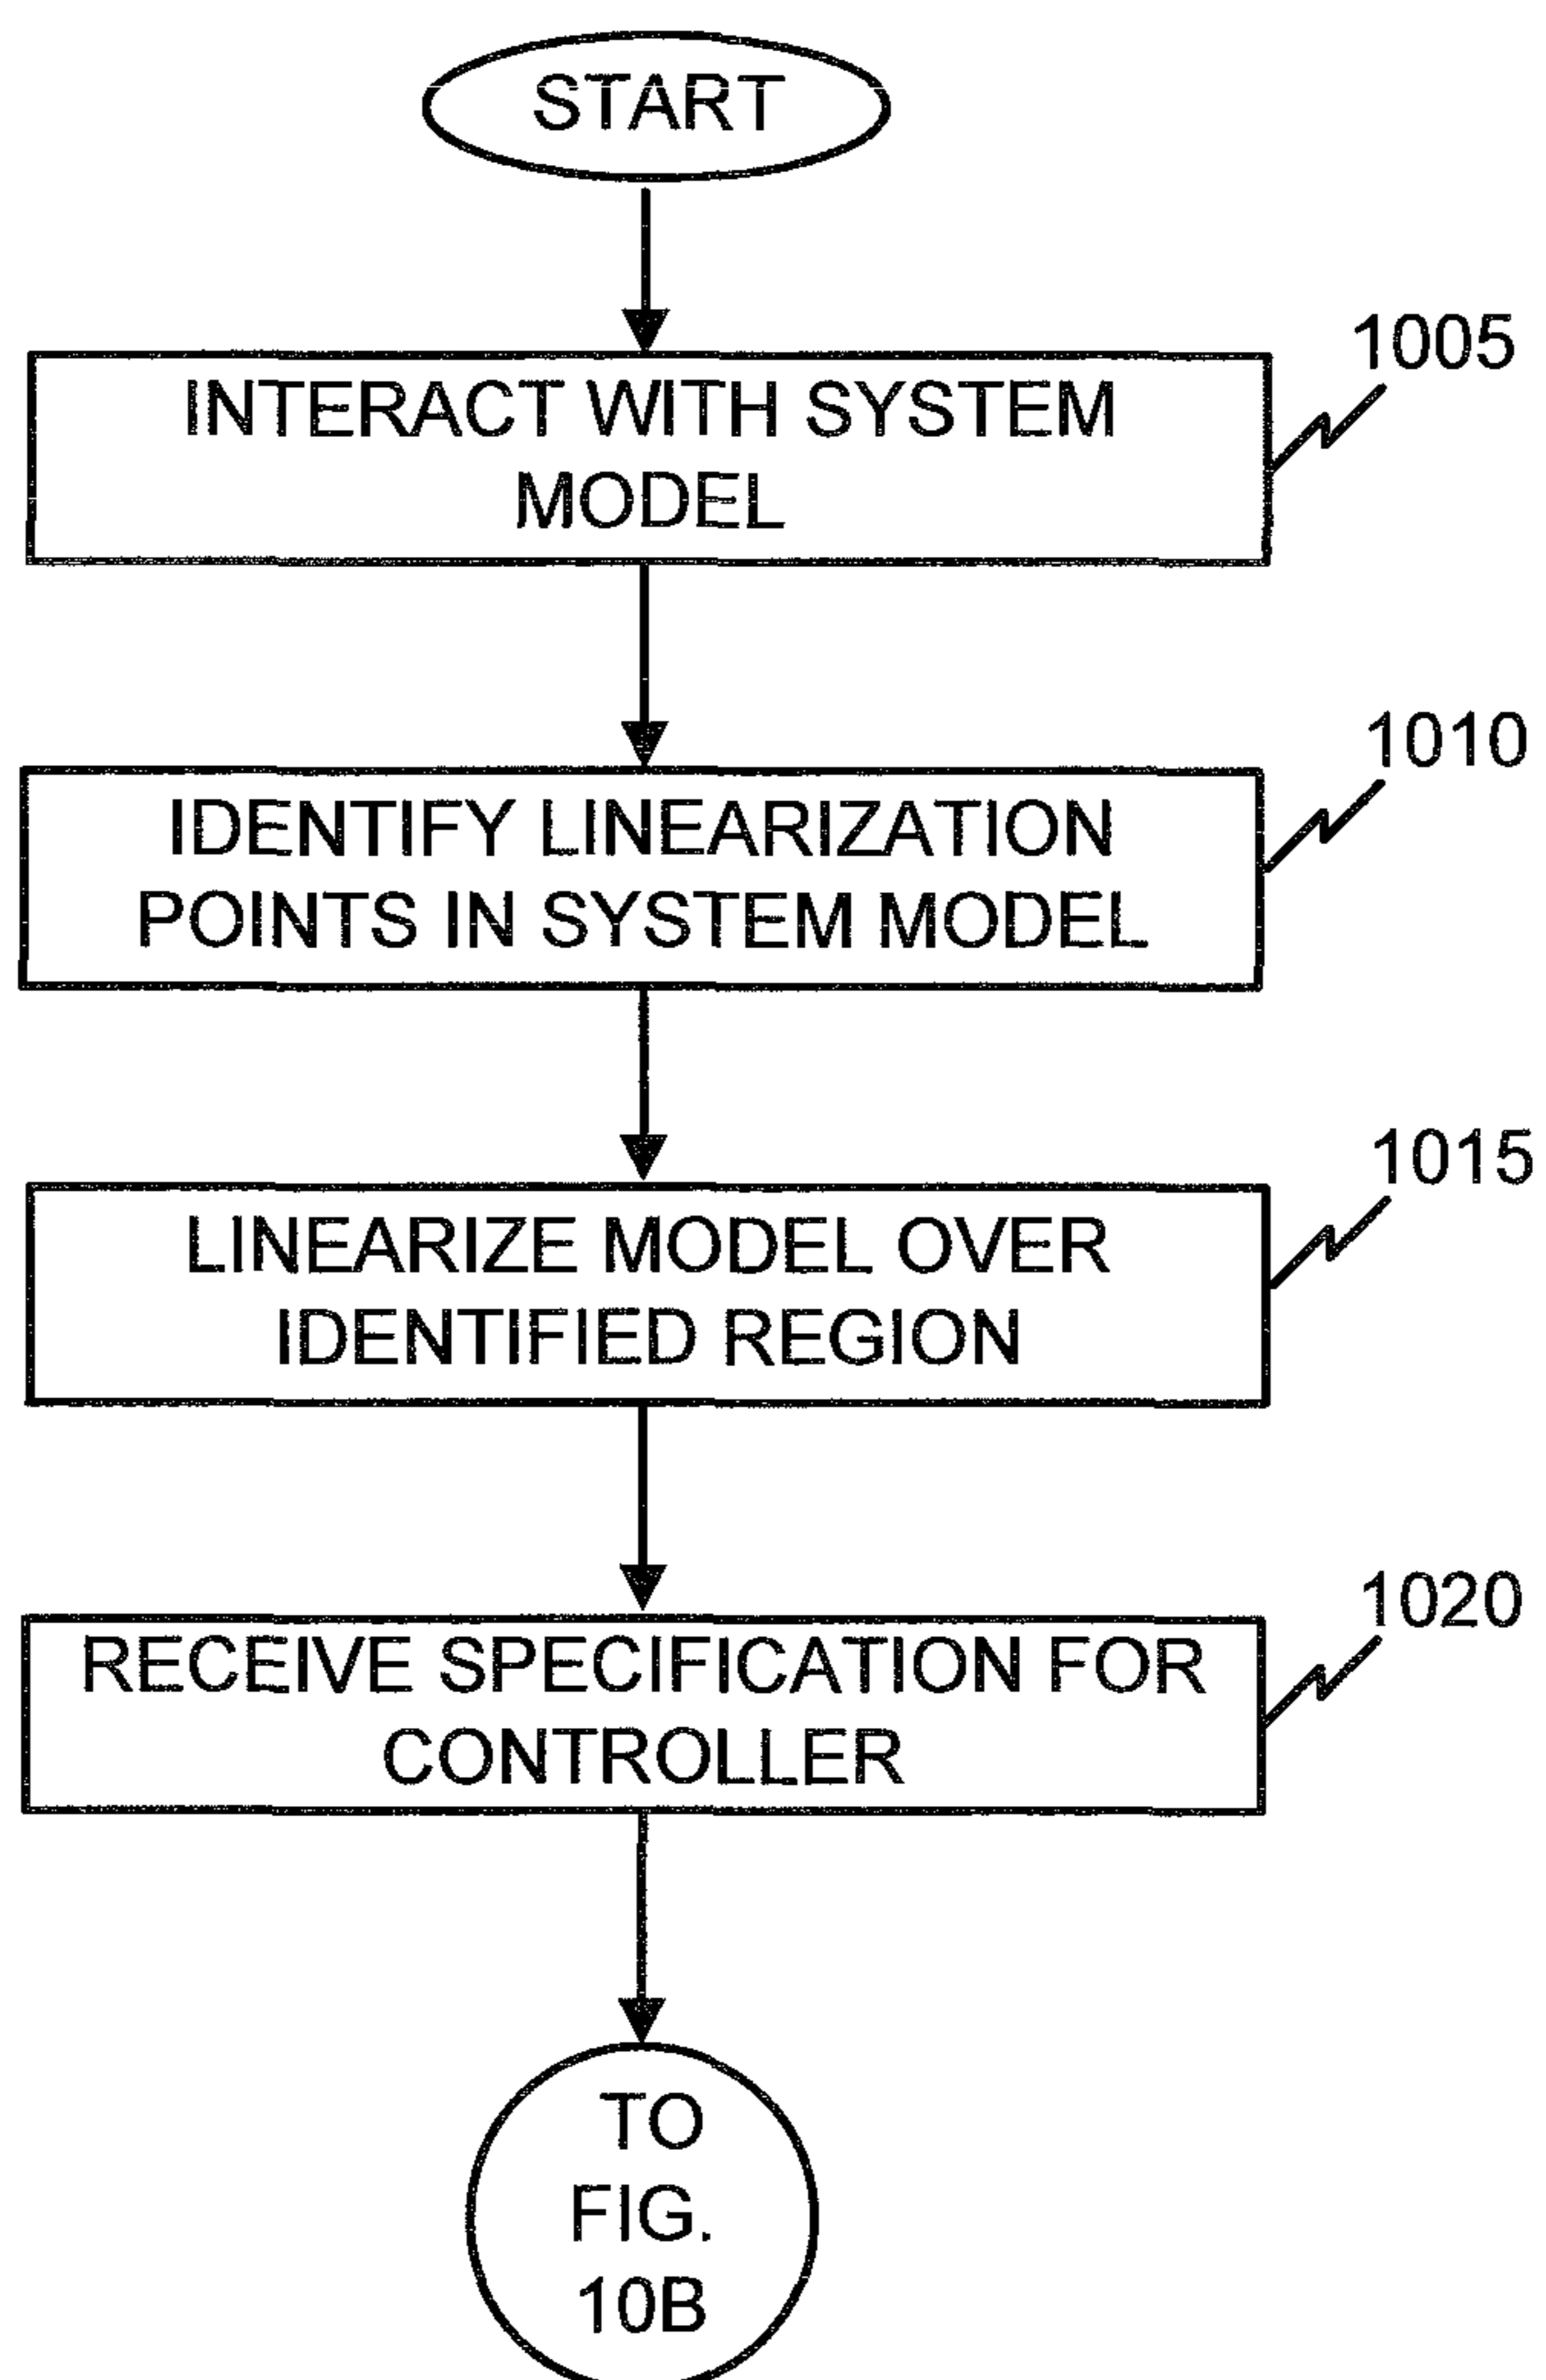 START
1005
INTERACT WITH SYSTEM
MODEL
1010
IDENTIFY LINEARIZATION
POINTS IN SYSTEM MODEL
1015
LINEARIZE MODEL OVER
IDENTIFIED REGION
1020
RECEIVE SPECIFICATION FOR
CONTROLLER
TO
FIG.
10B